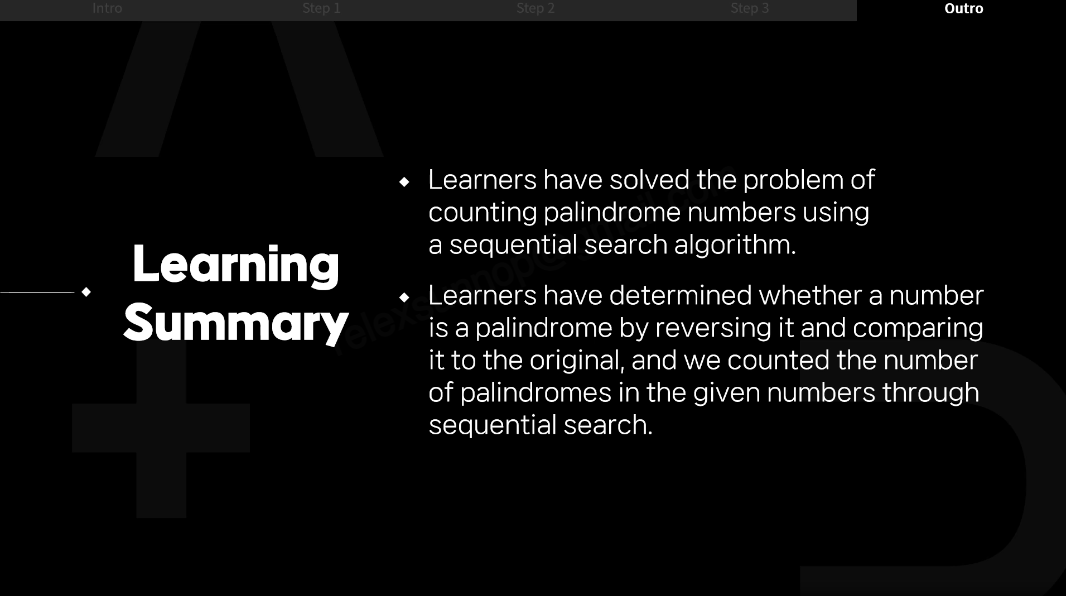 Intro Step 1 Step 2 Step 3 Outro
Learning
Summary
Learners have solved the problem of
counting palindrome numbers using
a sequential search algorithm.
Learners have determined whether a number
is a palindrome by reversing it and comparing
it to the original, and we counted the number
of palindromes in the given numbers through
sequential search.